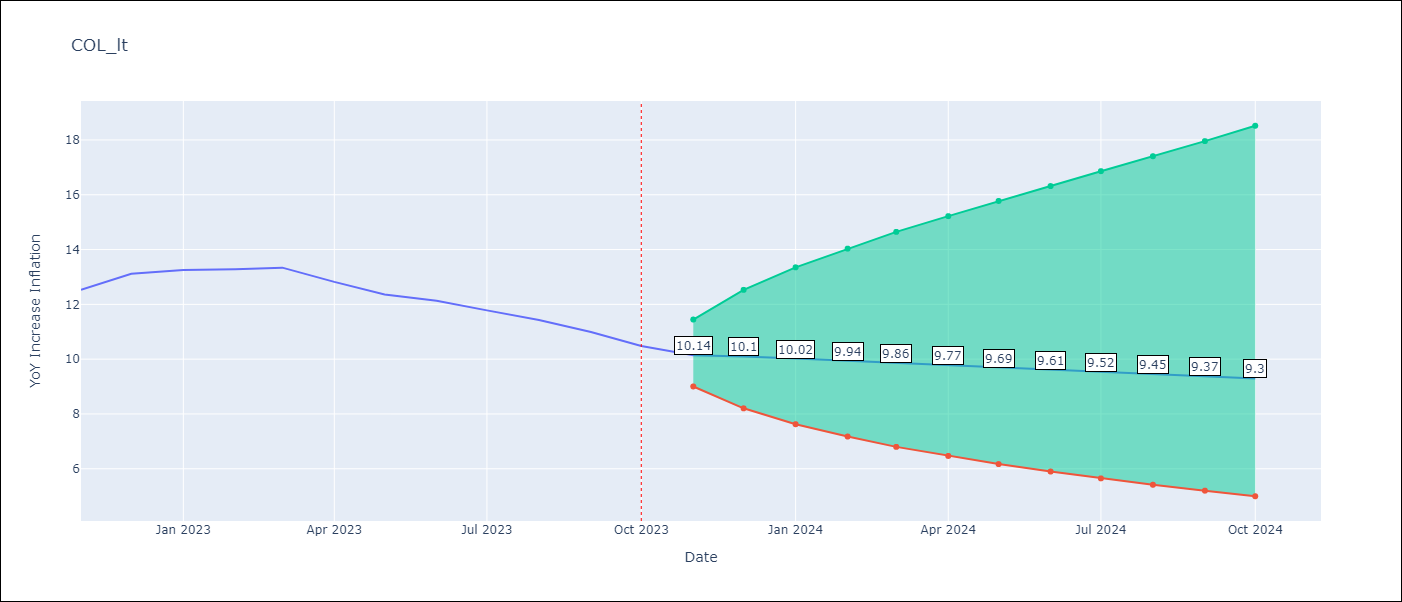 COL_lt
18
16
14
12
10
8
6
YoY Increase Inflation
10.14
10.1
10.02
9.94
9.86
9.77
9.69
9.61
9.52
9.45
9.37
9.3
Jan 2023
Apr 2023
Jul 2023
Oct 2023
Jan 2024
Apr 2024
Jul 2024
Oct 2024
Date